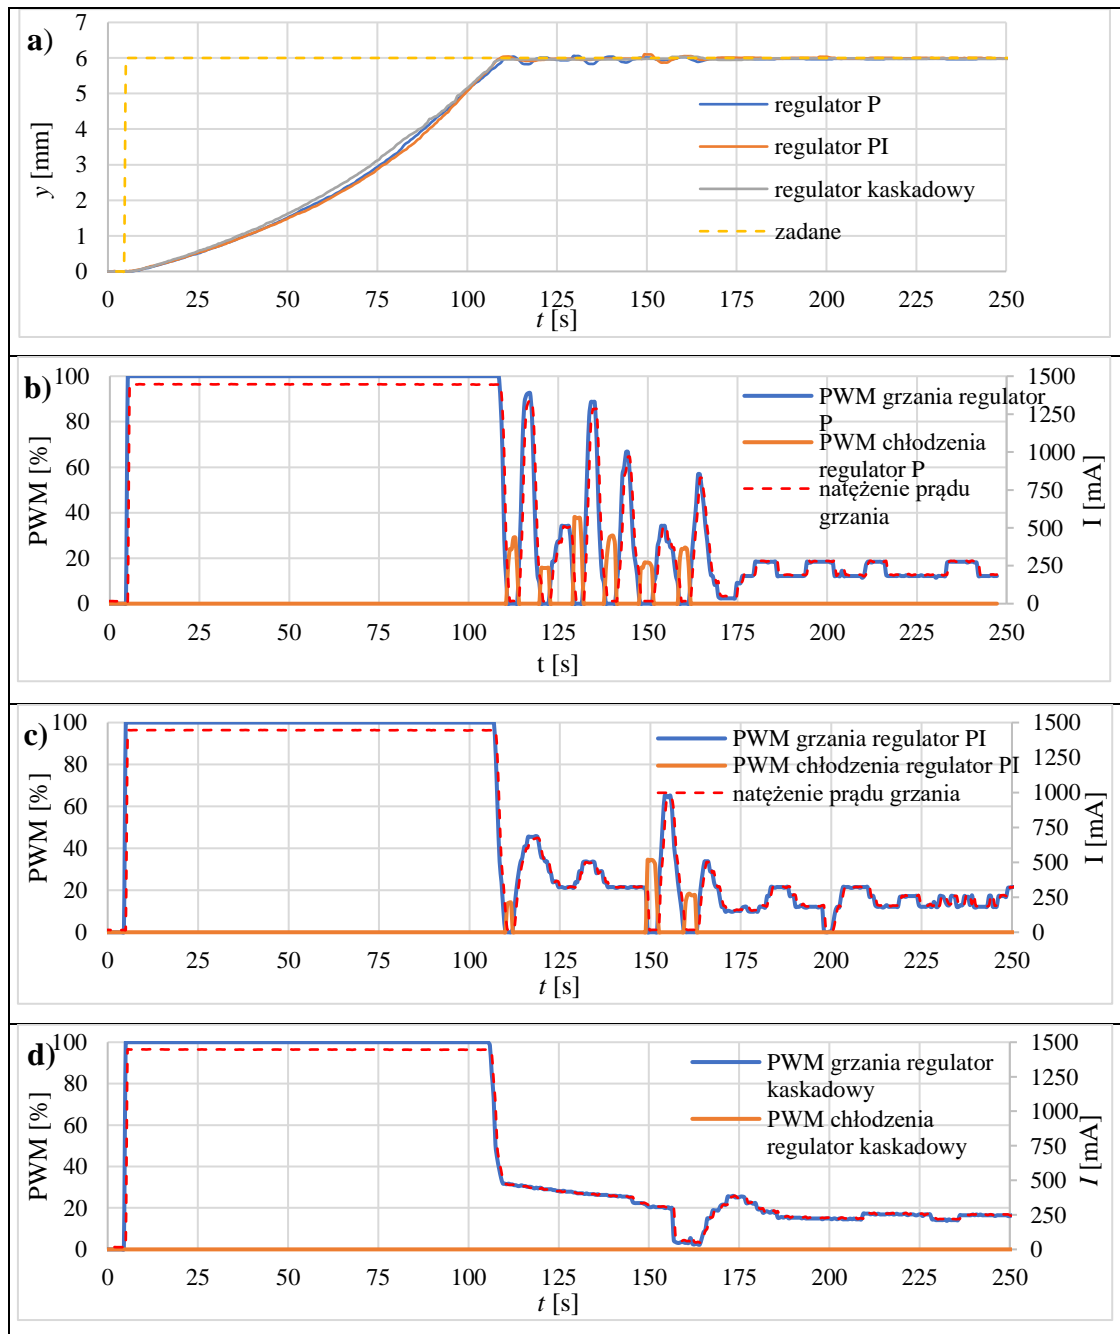 a)
7
6
5
4
3
2
1
0
y [mm]
regulator P
regulator PI
regulator kaskadowy
zadane
0 25 50 75 100 125 150 175 200 225 250
t [s]
b)
100
80
60
40
20
0
PWM [%]
PWM grzania regulator
P
PWM chłodzenia
regulator P
natężenie prądu
grzania
1500
1250
1000
750
500
250
0
I [mA]
0 25 50 75 100 125 150 175 200 225 250
t [s]
c)
100
80
60
40
20
0
PWM [%]
PWM grzania regulator PI
PWM chłodzenia regulator PI
natężenie prądu grzania
1500
1250
1000
750
500
250
0
I [mA]
0 25 50 75 100 125 150 175 200 225 250
t [s]
d)
100
80
60
40
20
0
PWM [%]
PWM grzania regulator
kaskadowy
PWM chłodzenia
regulator kaskadowy
1500
1250
1000
750
500
250
0
I [mA]
0 25 50 75 100 125 150 175 200 225 250
t [s]